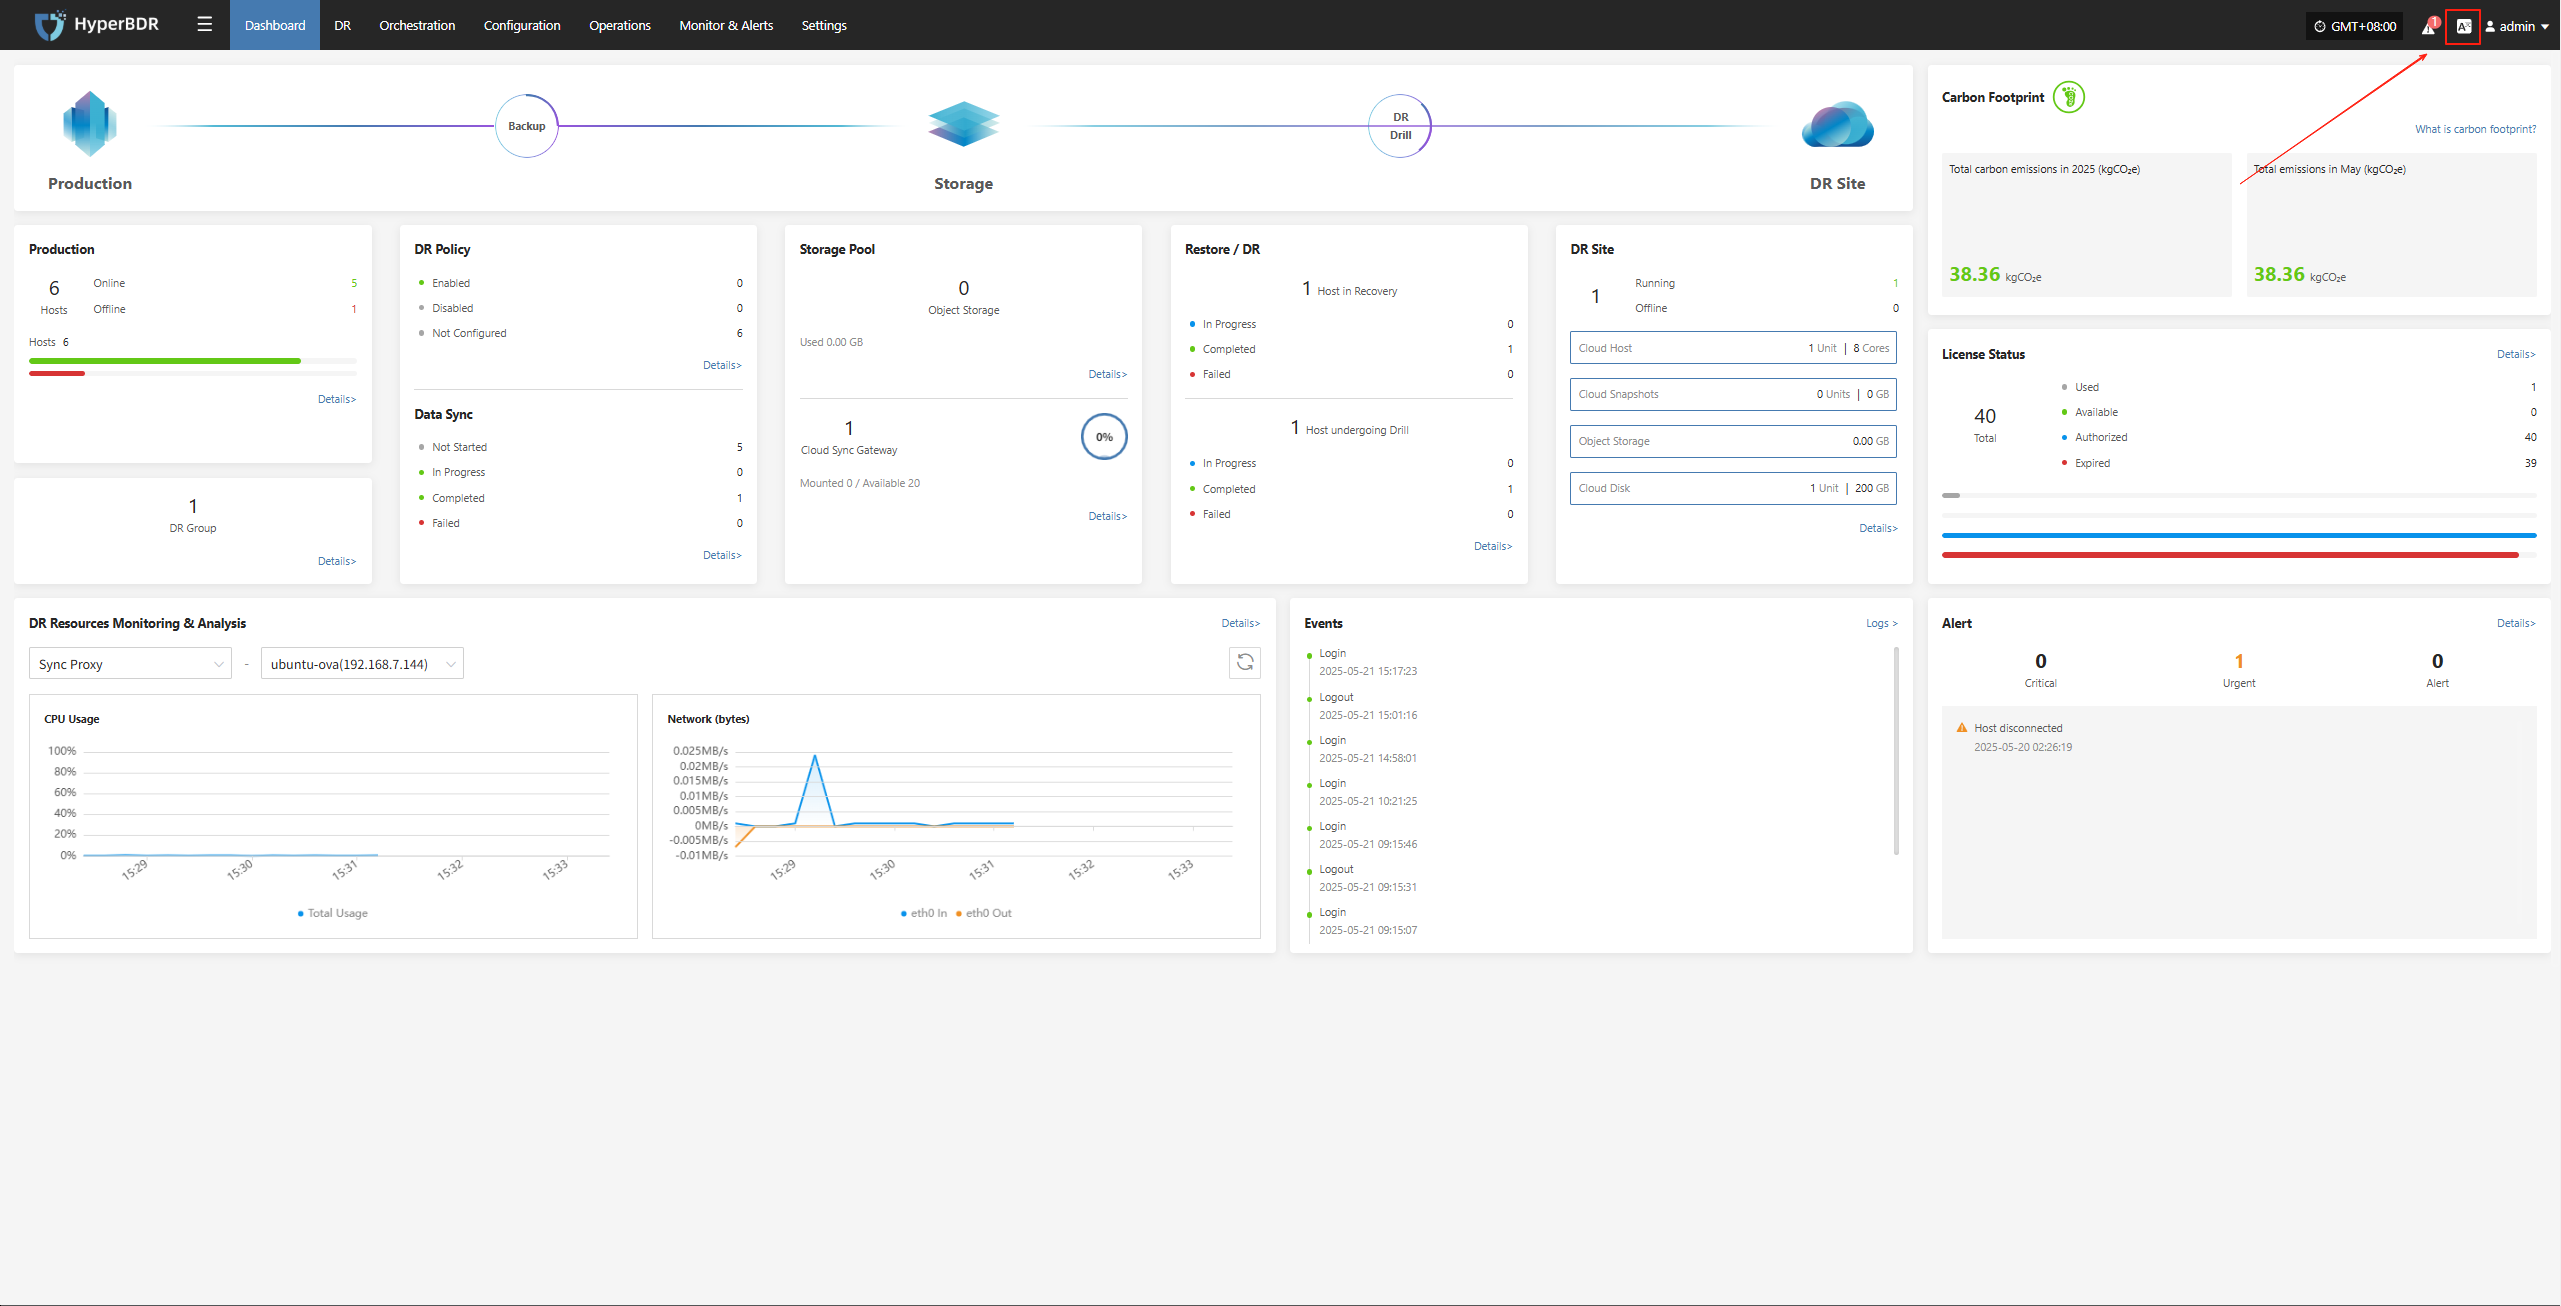 HyperBDR
Dashboard
DR
Orchestration
Configuration
Operations
Monitor & Alerts
Settings
GMT+08:00
1
A
admin
Production
Backup
Storage
DR
Drill
DR Site
Carbon Footprint
What is carbon footprint?
Total carbon emissions in 2025 (kgCO₂e)
38.36 kgCO₂e
Total emissions in May (kgCO₂e)
38.36 kgCO₂e
Production
6
Hosts
Online 5
Offline 1
Hosts 6
Details>
1
DR Group
Details>
DR Policy
Enabled 0
Disabled 0
Not Configured 6
Details>
Data Sync
Not Started 5
In Progress 0
Completed 1
Failed 0
Details>
Storage Pool
0
Object Storage
Used 0.00 GB
Details>
1
Cloud Sync Gateway
0%
Mounted 0 / Available 20
Details>
Restore / DR
1 Host in Recovery
In Progress 0
Completed 1
Failed 0
1 Host undergoing Drill
In Progress 0
Completed 1
Failed 0
Details>
DR Site
1
Running 1
Offline 0
Cloud Host 1 Unit | 8 Cores
Cloud Snapshots 0 Units | 0 GB
Object Storage 0.00 GB
Cloud Disk 1 Unit | 200 GB
Details>
License Status
Details>
40
Total
Used 1
Available 0
Authorized 40
Expired 39
DR Resources Monitoring & Analysis
Details>
Sync Proxy - ubuntu-ova(192.168.7.144)
CPU Usage
100%
80%
60%
40%
20%
0%
15:29 15:30 15:31 15:32 15:33
Total Usage
Network (bytes)
0.025MB/s
0.02MB/s
0.015MB/s
0.01MB/s
0.005MB/s
0MB/s
-0.005MB/s
-0.01MB/s
15:29 15:30 15:31 15:32 15:33
eth0 In eth0 Out
Events
Logs >
Login
2025-05-21 15:17:23
Logout
2025-05-21 15:01:16
Login
2025-05-21 14:58:01
Login
2025-05-21 10:21:25
Login
2025-05-21 09:15:46
Logout
2025-05-21 09:15:31
Login
2025-05-21 09:15:07
Alert
Details>
0
Critical
1
Urgent
0
Alert
Host disconnected
2025-05-20 02:26:19